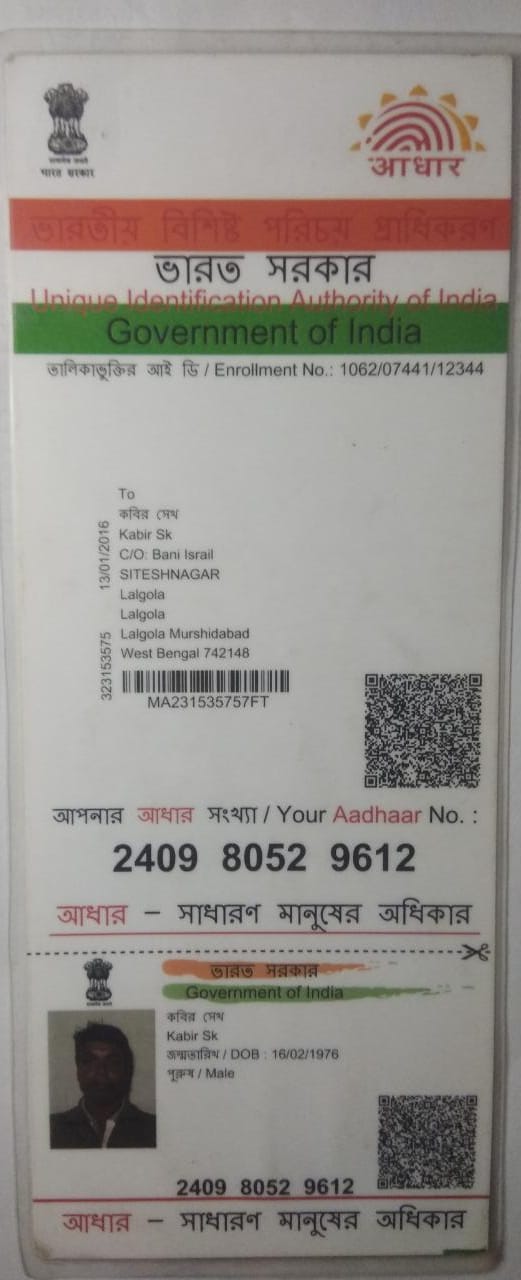 भारत सरकार
आधार
ভারতীয় বিশিষ্ট পরিচয় প্রাধিকরণ
ভারত সরকার
Unique Identification Authority of India
Government of India
তালিকাভুক্তির আই ডি / Enrollment No.: 1062/07441/12344
To
কবির সেখ
Kabir Sk
C/O: Bani Israil
SITESHNAGAR
Lalgola
Lalgola
Lalgola Murshidabad
West Bengal 742148
13/01/2016
323153575
MA231535757FT
আপনার আধার সংখ্যা / Your Aadhaar No. :
2409 8052 9612
আধার – সাধারণ মানুষের অধিকার
ভারত সরকার
Government of India
কবির সেখ
Kabir Sk
জন্মতারিখ / DOB : 16/02/1976
পুরুষ / Male
2409 8052 9612
আধার – সাধারণ মানুষের অধিকার